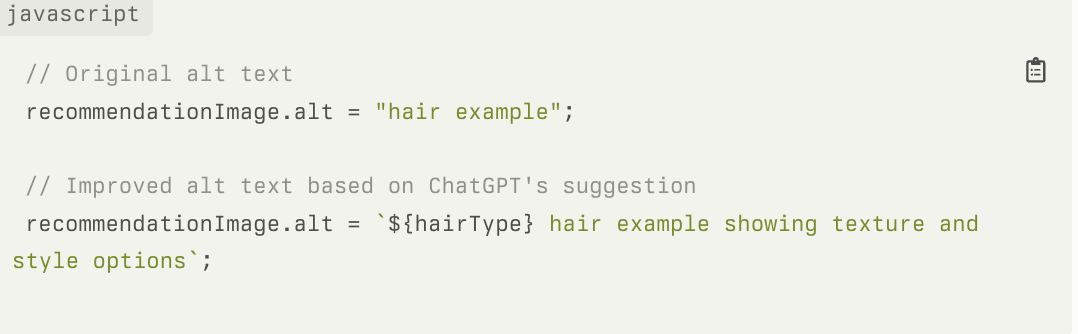 javascript
// Original alt text
recommendationImage.alt = "hair example";
// Improved alt text based on ChatGPT's suggestion
recommendationImage.alt = `${hairType} hair example showing texture and
style options`;